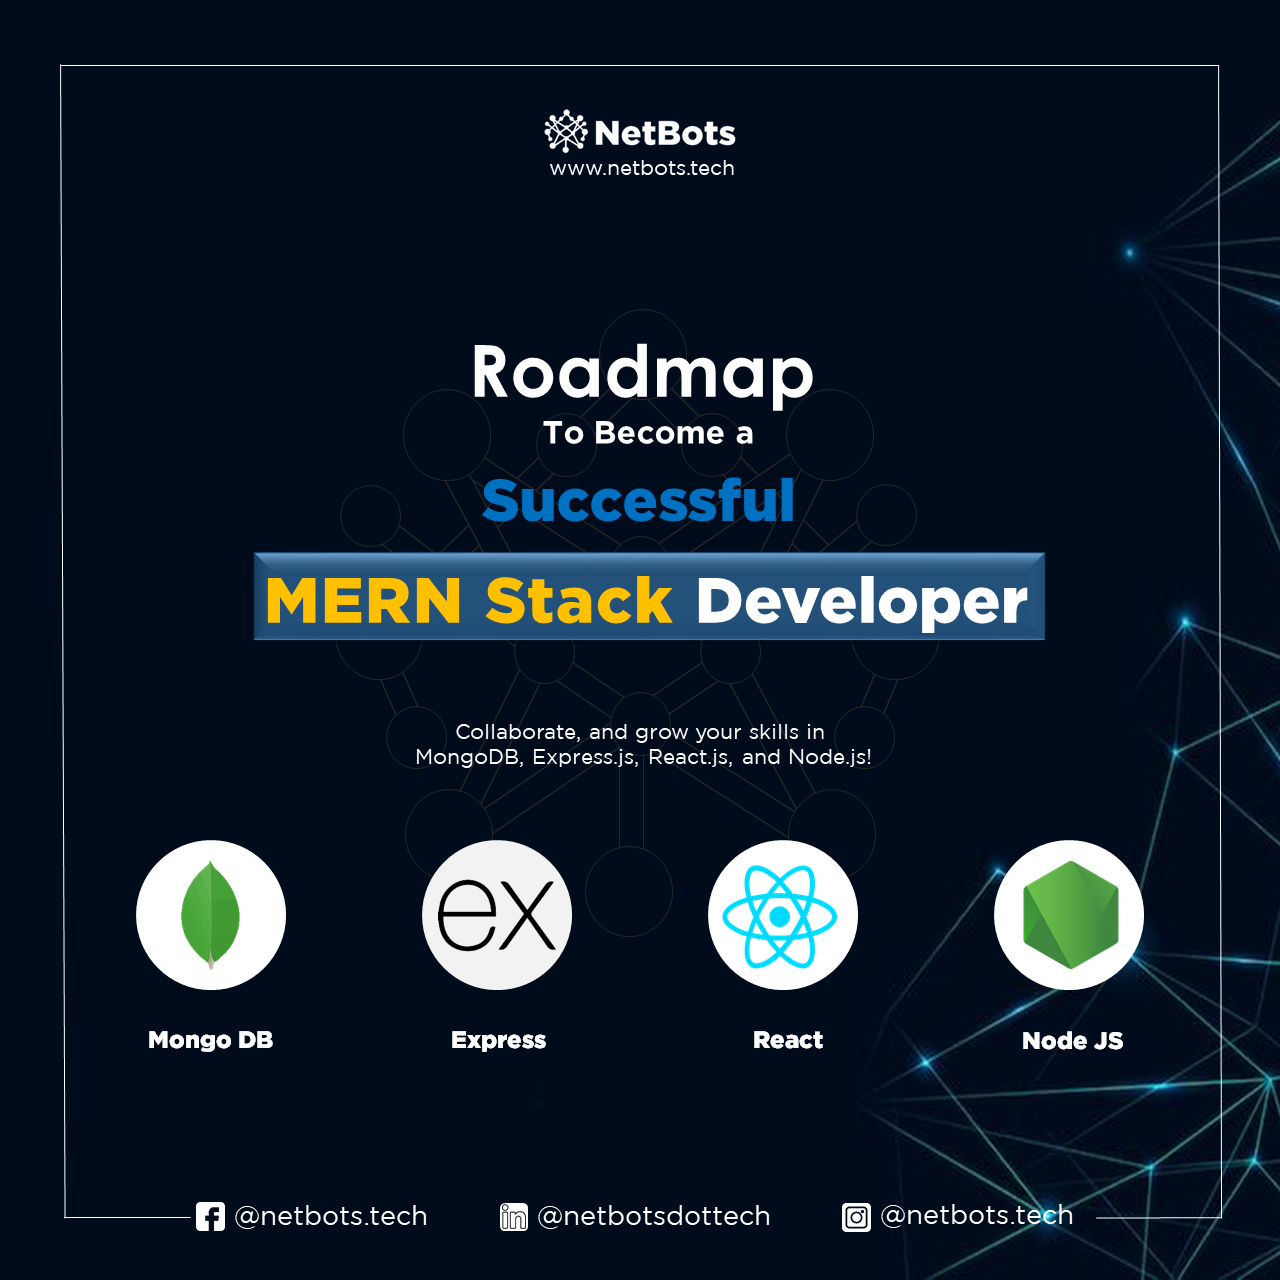 NetBots
www.netbots.tech
Roadmap
To Become a
Successful
MERN Stack Developer
Collaborate, and grow your skills in
MongoDB, Express.js, React.js, and Node.js!
ex
Mongo DB
Express
React
Node JS
@netbots.tech
in @netbotsdottech
@netbots.tech